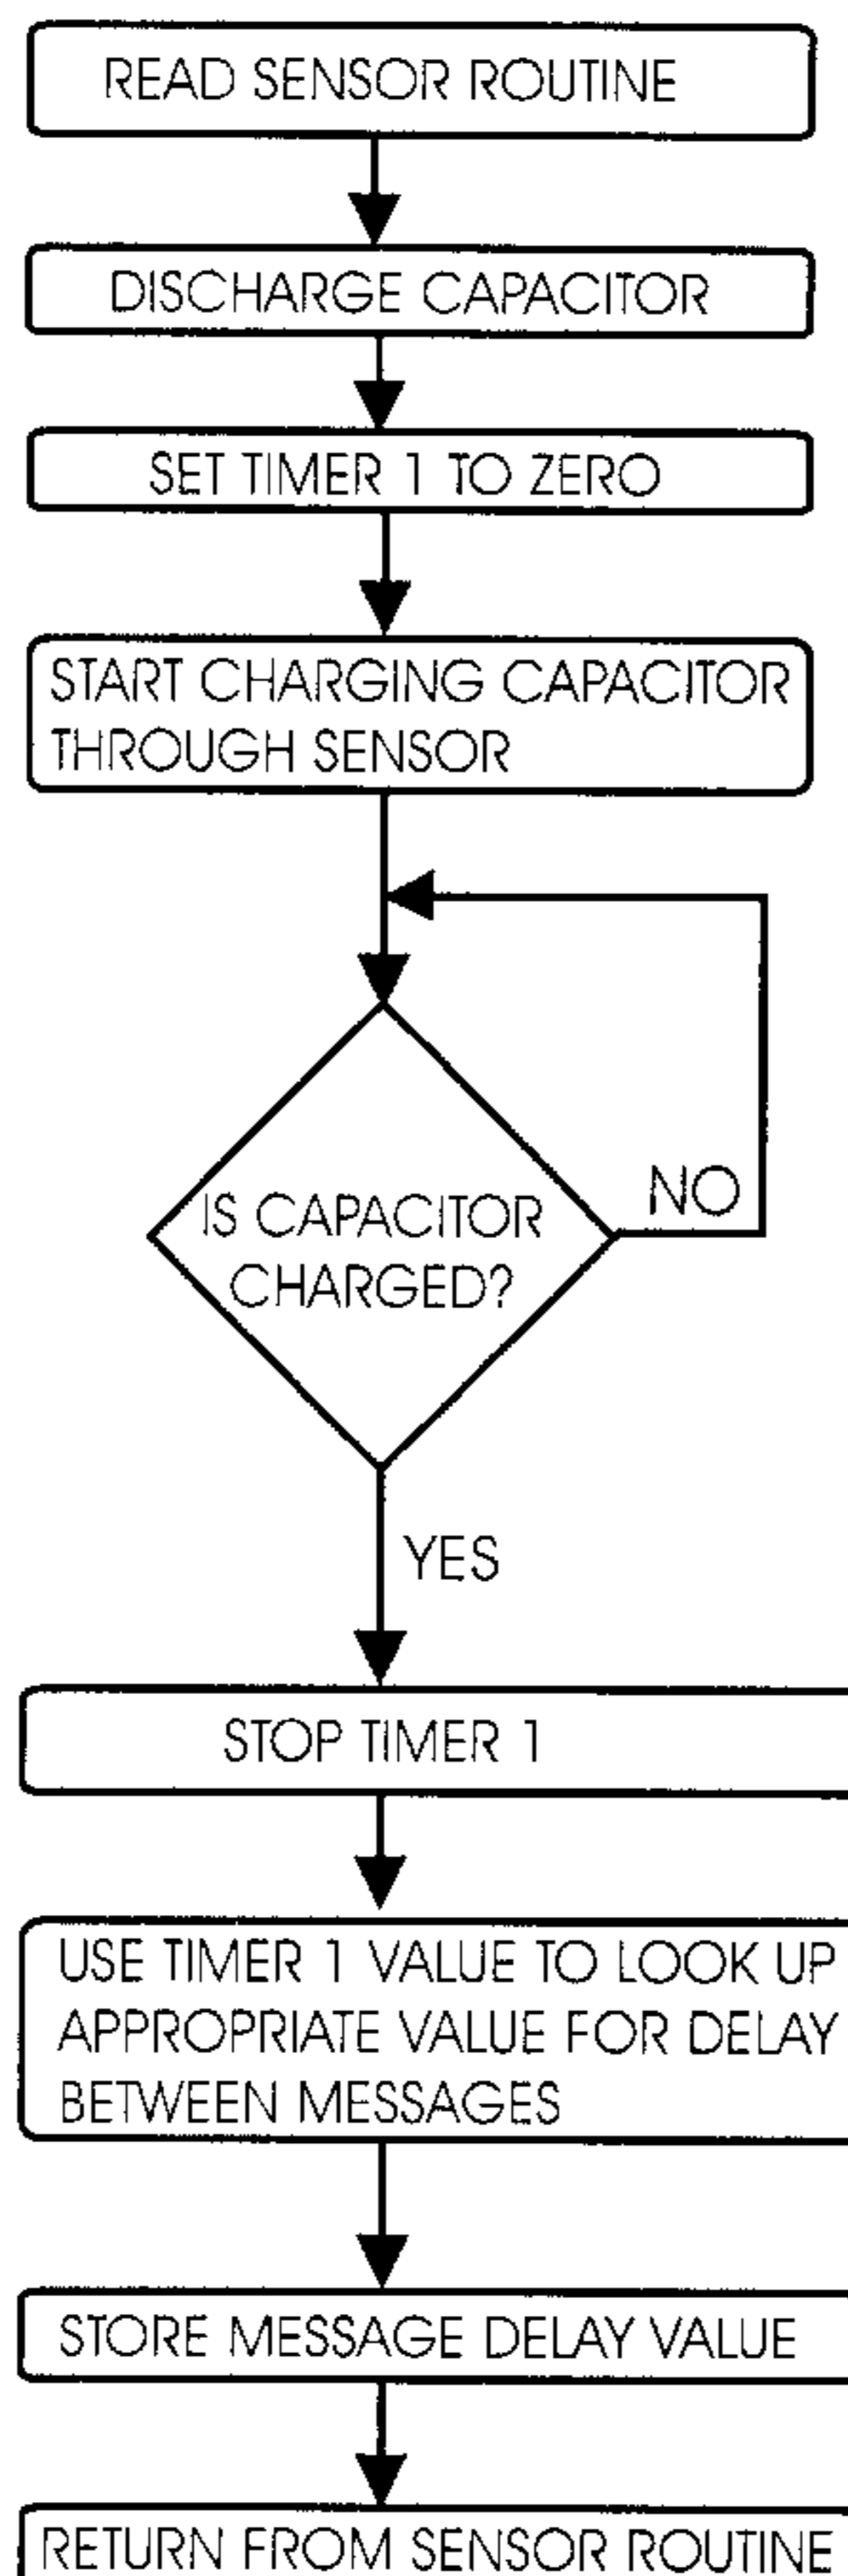 READ SENSOR ROUTINE
DISCHARGE CAPACITOR
SET TIMER 1 TO ZERO
START CHARGING CAPACITOR
THROUGH SENSOR
NO
IS CAPACITOR
CHARGED?
YES
STOP TIMER 1
USE TIMER 1 VALUE TO LOOK UP
APPROPRIATE VALUE FOR DELAY
BETWEEN MESSAGES
STORE MESSAGE DELAY VALUE
RETURN FROM SENSOR ROUTINE